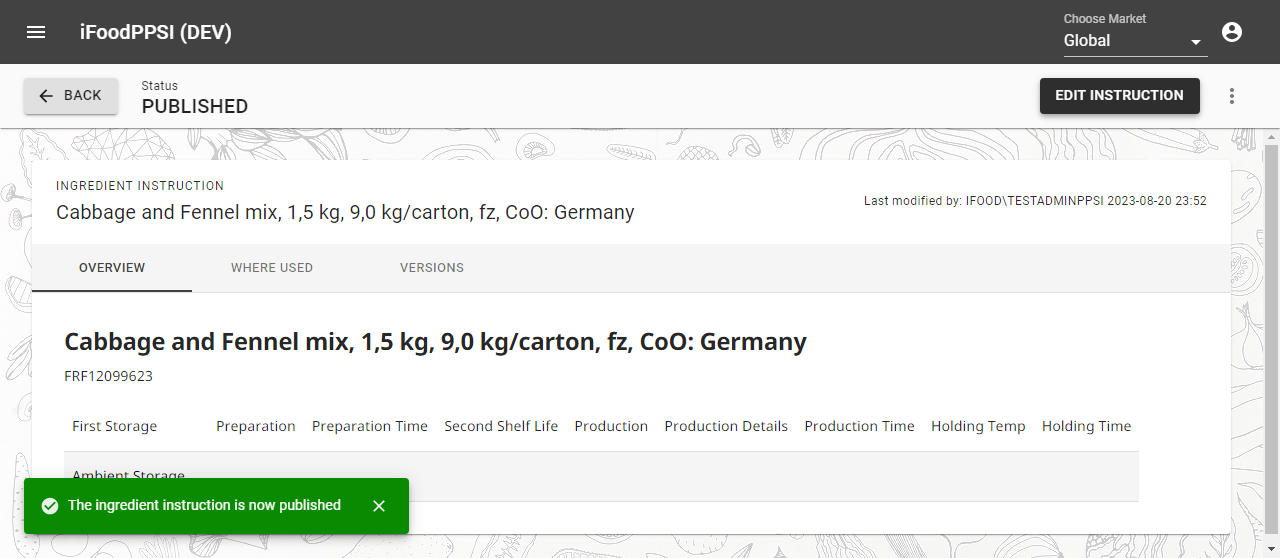 iFoodPPSI (DEV)
Choose Market
Global
BACK
Status
PUBLISHED
EDIT INSTRUCTION
INGREDIENT INSTRUCTION
Cabbage and Fennel mix, 1,5 kg, 9,0 kg/carton, fz, CoO: Germany
Last modified by: IFOOD\TESTADMINPPSI 2023-08-20 23:52
OVERVIEW WHERE USED VERSIONS
Cabbage and Fennel mix, 1,5 kg, 9,0 kg/carton, fz, CoO: Germany
FRF12099623
First Storage Preparation Preparation Time Second Shelf Life Production Production Details Production Time Holding Temp Holding Time
Ambient Storage
The ingredient instruction is now published